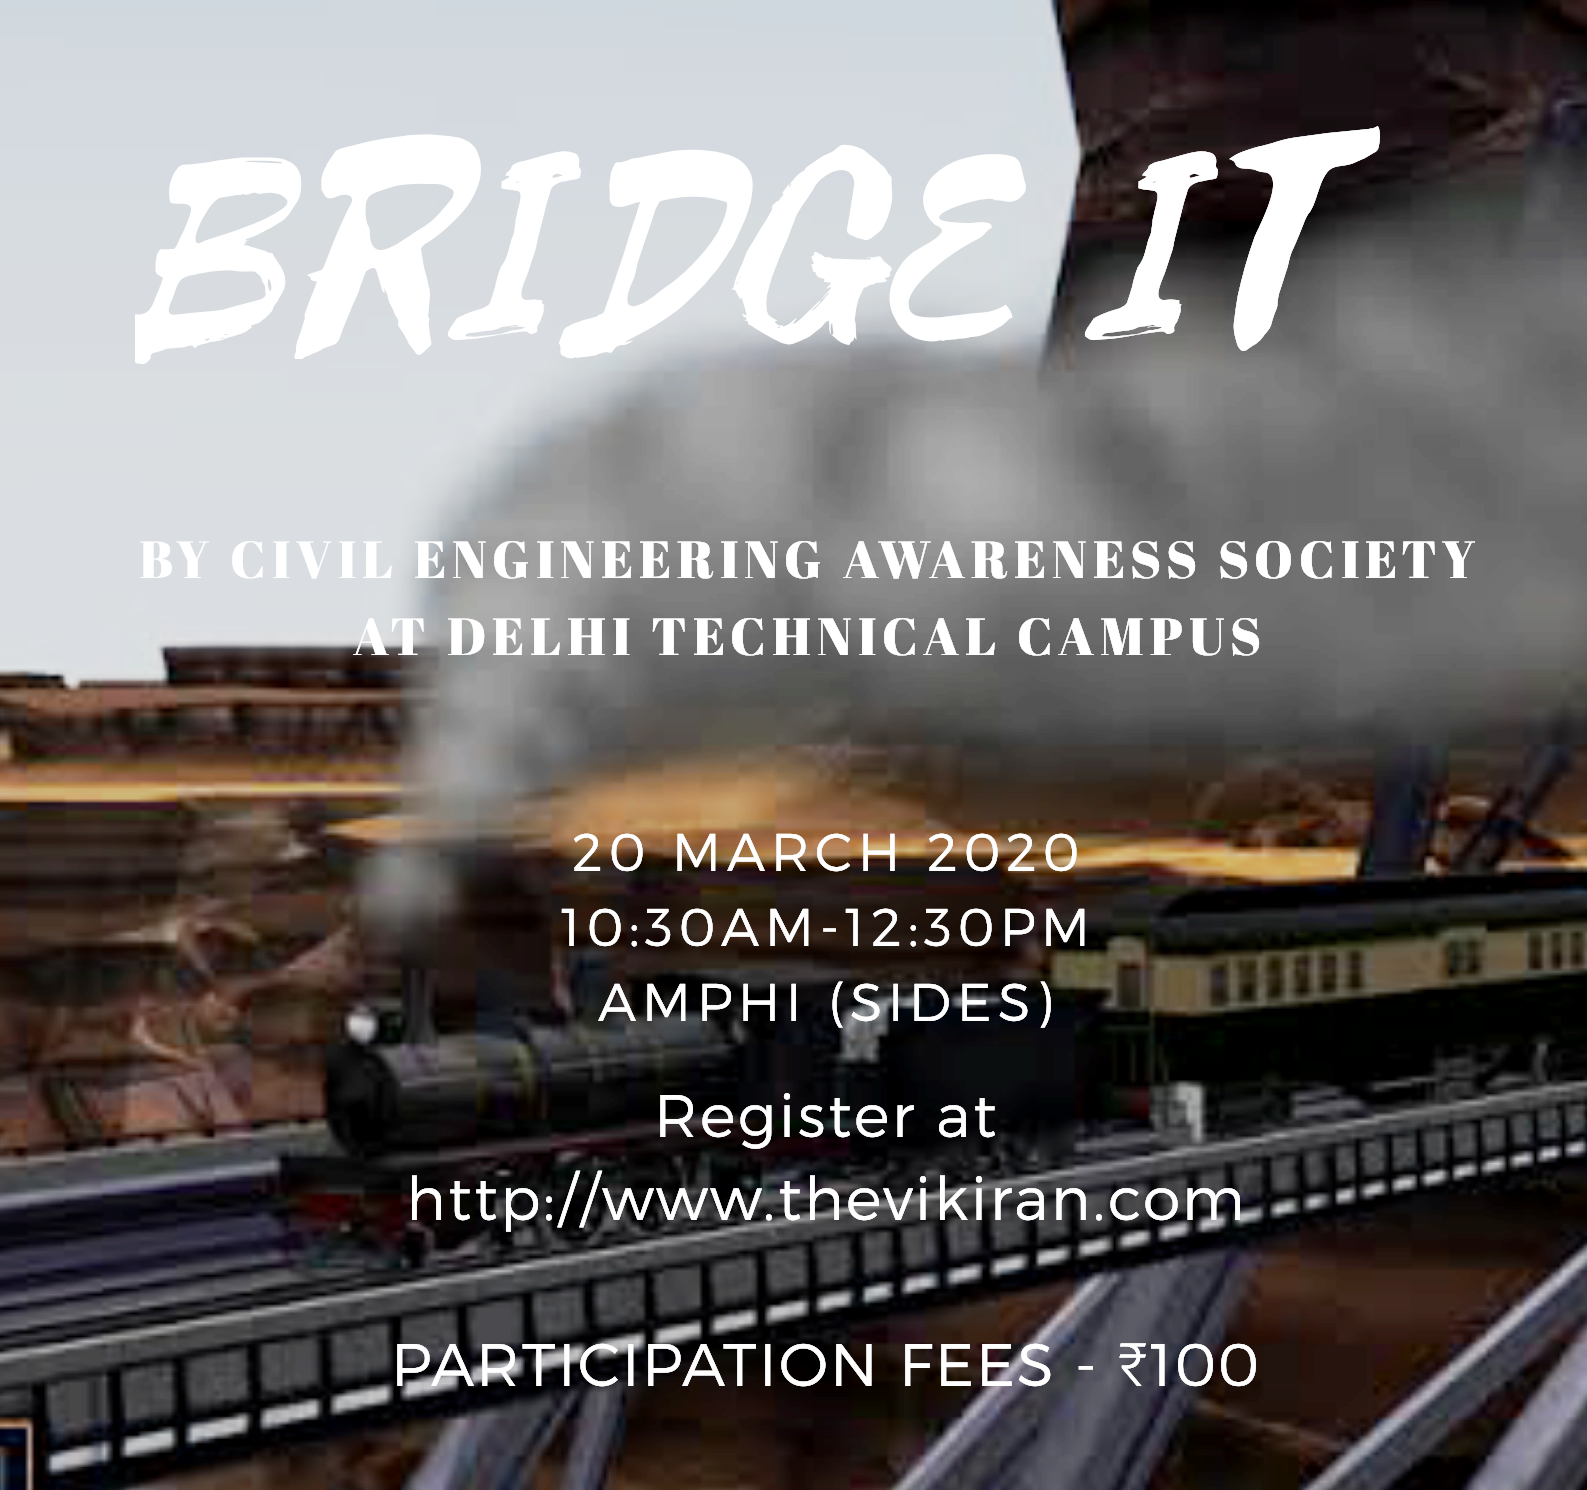 BRIDGE IT
BY CIVIL ENGINEERING AWARENESS SOCIETY
AT DELHI TECHNICAL CAMPUS
20 MARCH 2020
10:30AM-12:30PM
AMPHI (SIDES)
Register at
http://www.thevikiran.com
PARTICIPATION FEES - ₹100